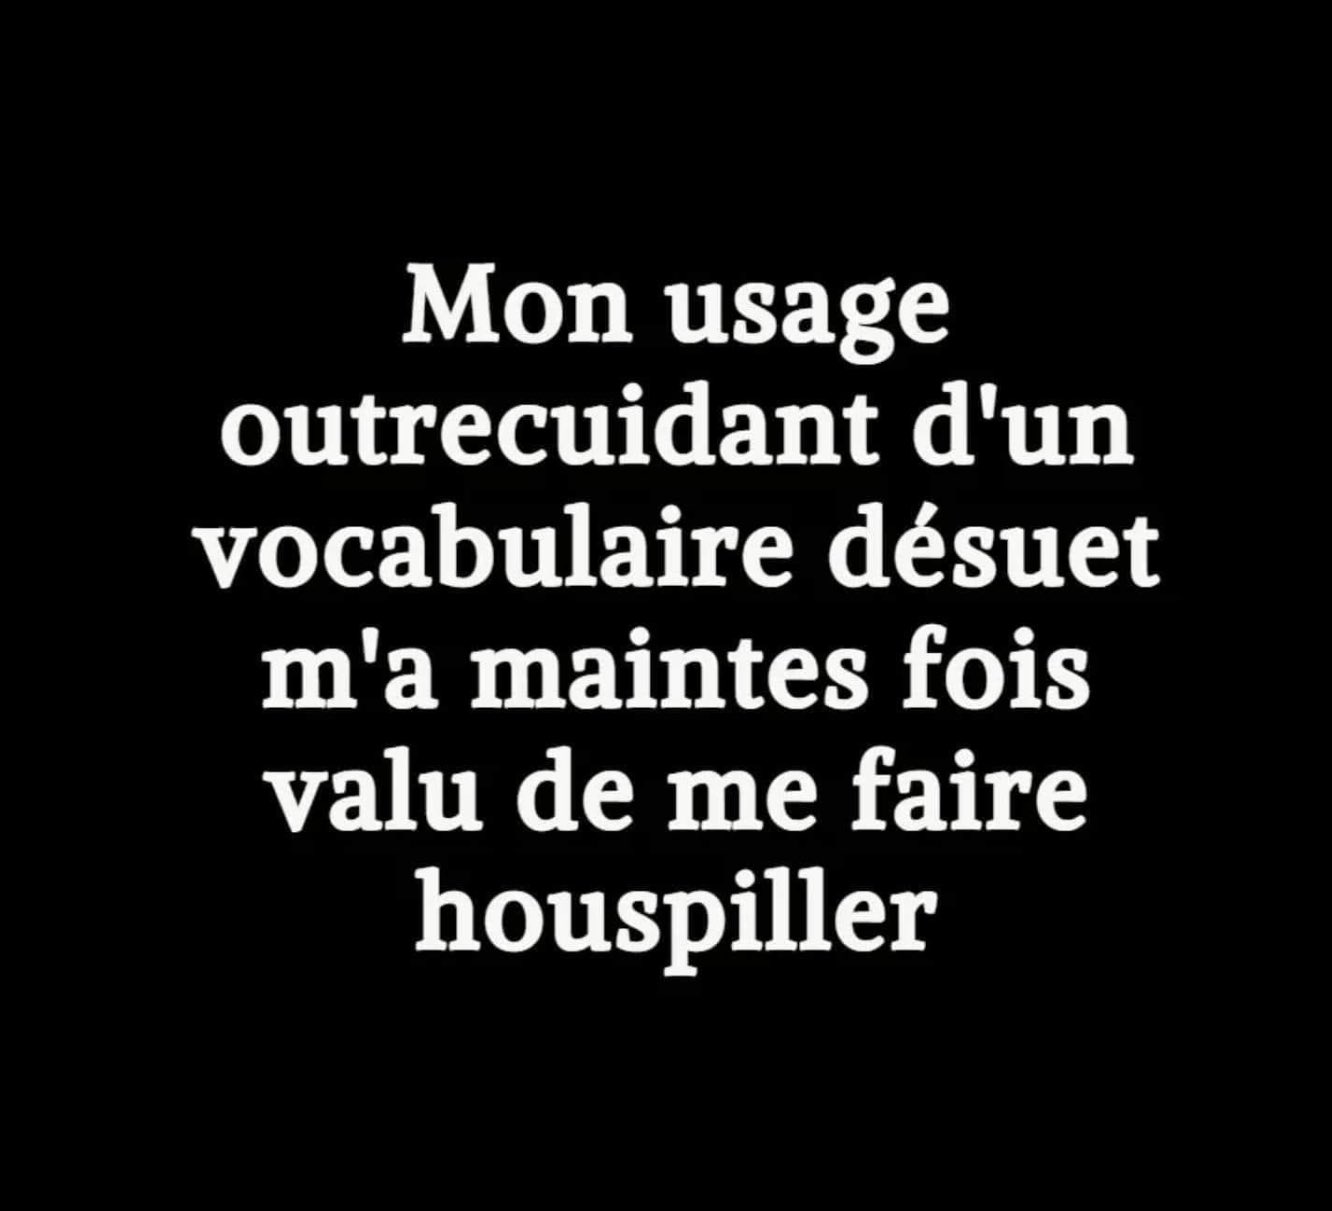 Mon usage
outrecuidant d'un
vocabulaire désuet
m'a maintes fois
valu de me faire
houspiller